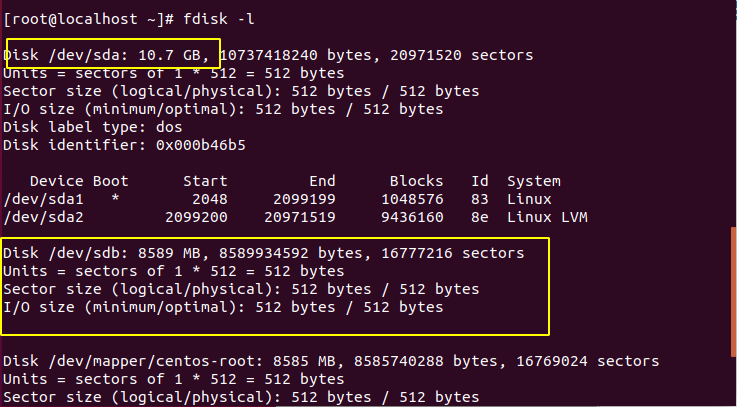 [root@localhost ~]# fdisk -l
Disk /dev/sda: 10.7 GB, 10737418240 bytes, 20971520 sectors
Units = sectors of 1 * 512 = 512 bytes
Sector size (logical/physical): 512 bytes / 512 bytes
I/O size (minimum/optimal): 512 bytes / 512 bytes
Disk label type: dos
Disk identifier: 0x000b46b5
Device Boot Start End Blocks Id System
/dev/sda1 * 2048 2099199 1048576 83 Linux
/dev/sda2 2099200 20971519 9436160 8e Linux LVM
Disk /dev/sdb: 8589 MB, 8589934592 bytes, 16777216 sectors
Units = sectors of 1 * 512 = 512 bytes
Sector size (logical/physical): 512 bytes / 512 bytes
I/O size (minimum/optimal): 512 bytes / 512 bytes
Disk /dev/mapper/centos-root: 8585 MB, 8585740288 bytes, 16769024 sectors
Units = sectors of 1 * 512 = 512 bytes
Sector size (logical/physical): 512 bytes / 512 bytes